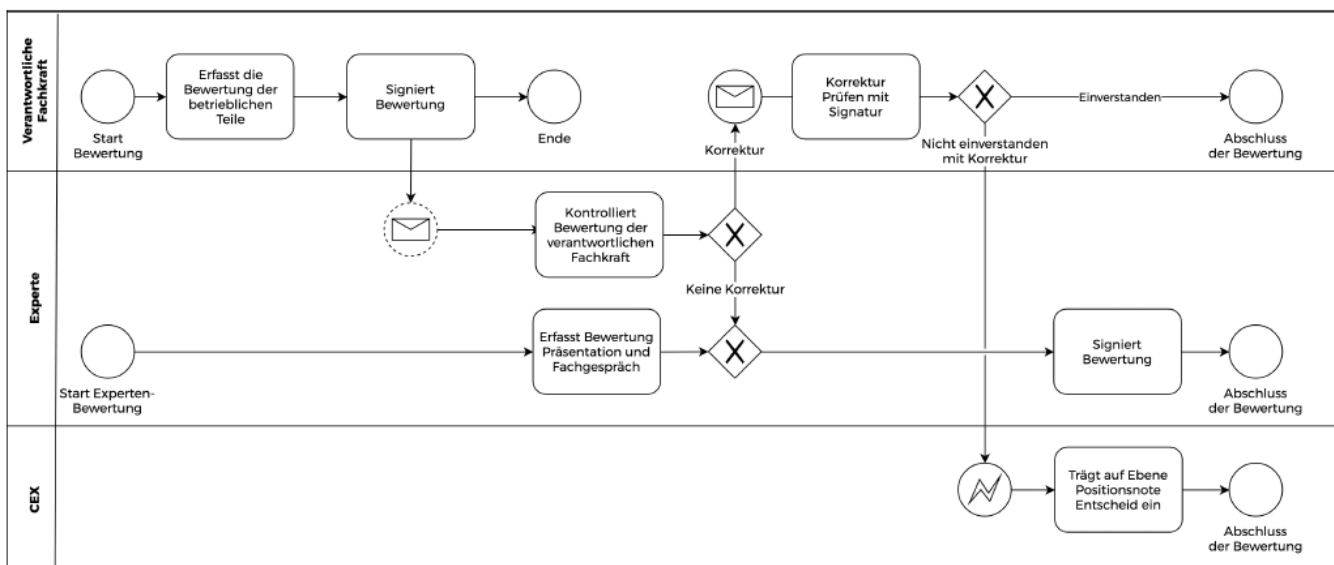 Verantwortliche
Fachkraft
Start
Bewertung
Erfasst die
Bewertung der
betrieblichen
Teile
Signiert
Bewertung
Ende
Korrektur
Korrektur
Prüfen mit
Signatur
Nicht einverstanden
mit Korrektur
Einverstanden
Abschluss
der Bewertung
Experte
Kontrolliert
Bewertung der
verantwortlichen
Fachkraft
Keine Korrektur
Start Experten-
Bewertung
Erfasst Bewertung
Präsentation und
Fachgespräch
Signiert
Bewertung
Abschluss
der Bewertung
CEX
Trägt auf Ebene
Positionsnote
Entscheid ein
Abschluss
der Bewertung